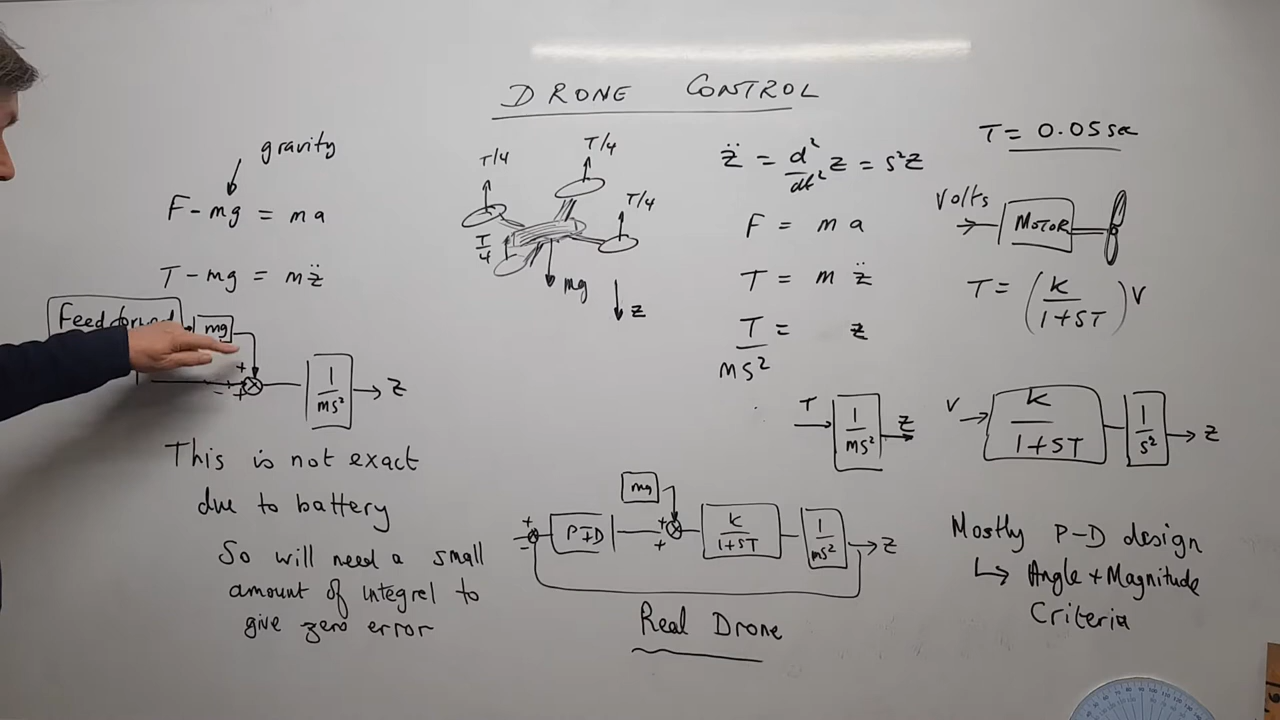 DRONE CONTROL
gravity
F - mg = ma
T - mg = mz̈
Feed forward
mg
+
- +
1/ms² → z
This is not exact
due to battery
So will need a small
amount of integrel to
give zero error
T/4
T/4
T/4
T/4
mg
z
z̈ = d²/dt² z = s²z
F = m a
T = m z̈
T/ms² = z
T
1/ms²
z
T = 0.05 sec
Volts
MOTOR
T = (k/1+ST) V
V
k/1+ST
1/s²
z
mg
+
-
PID
+
+
k/1+ST
1/ms²
z
Real Drone
Mostly P-D design
↳ Angle + Magnitude
Criteria